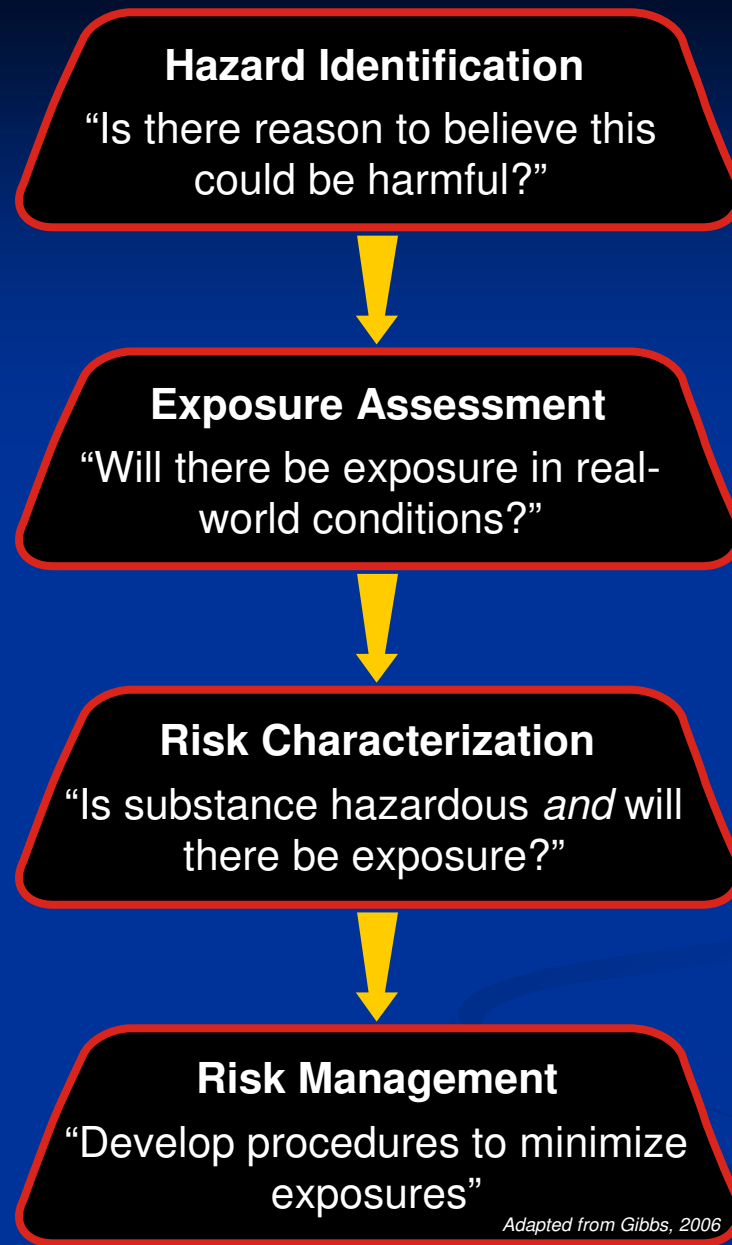 Hazard Identification
“Is there reason to believe this
could be harmful?”
Exposure Assessment
“Will there be exposure in real-
world conditions?”
Risk Characterization
“Is substance hazardous and will
there be exposure?”
Risk Management
“Develop procedures to minimize
exposures”
Adapted from Gibbs, 2006